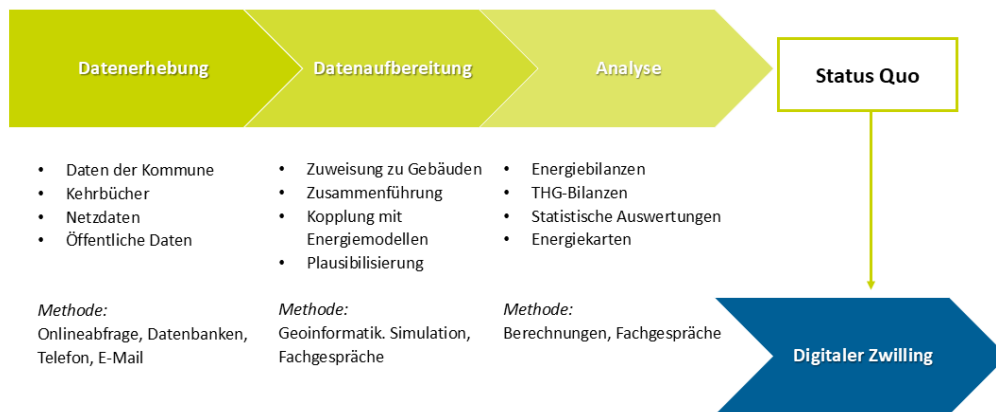 Datenerhebung
Datenaufbereitung
Analyse
Status Quo
• Daten der Kommune
• Kehrbücher
• Netzdaten
• Öffentliche Daten
• Zuweisung zu Gebäuden
• Zusammenführung
• Kopplung mit
Energiemodellen
• Plausibilisierung
• Energiebilanzen
• THG-Bilanzen
• Statistische Auswertungen
• Energiekarten
Methode:
Onlineabfrage, Datenbanken,
Telefon, E-Mail
Methode:
Geoinformatik. Simulation,
Fachgespräche
Methode:
Berechnungen, Fachgespräche
Digitaler Zwilling